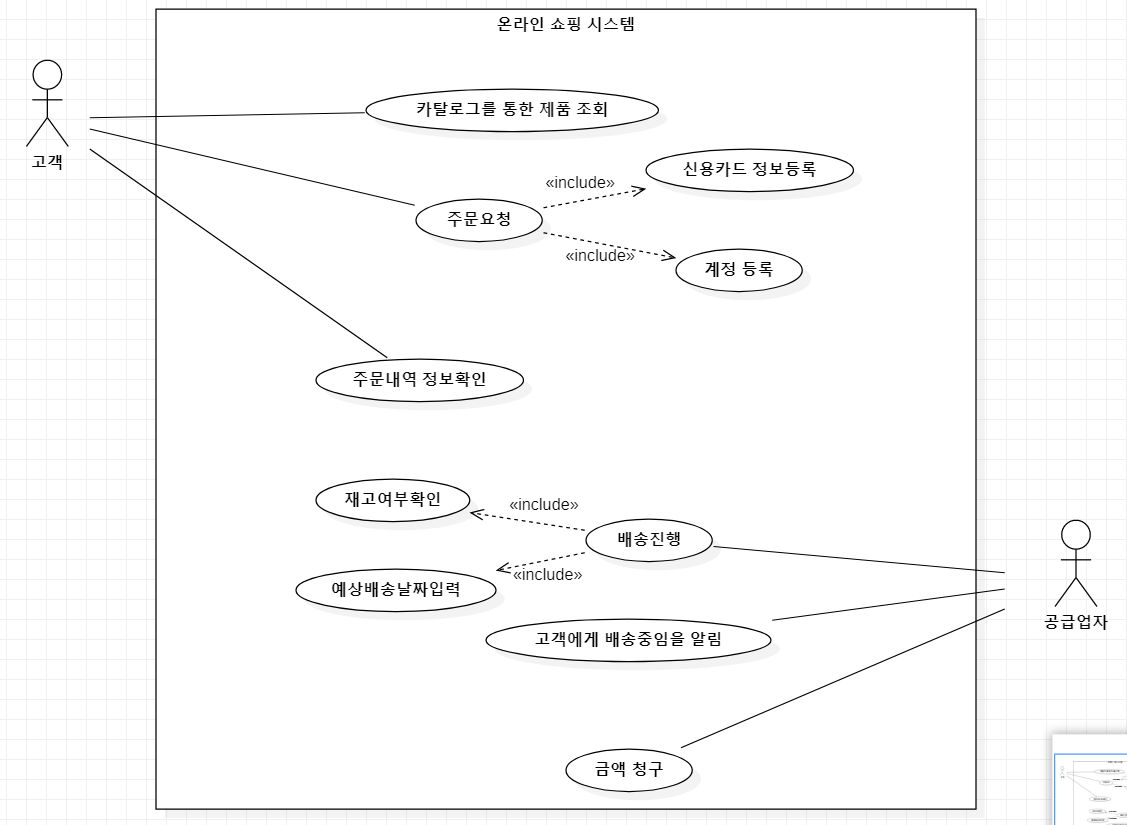 온라인 쇼핑 시스템
고객
카탈로그를 통한 제품 조회
신용카드 정보등록
«include»
주문요청
«include»
계정 등록
주문내역 정보확인
재고여부확인
«include»
배송진행
«include»
예상배송날짜입력
공급업자
고객에게 배송중임을 알림
금액 청구